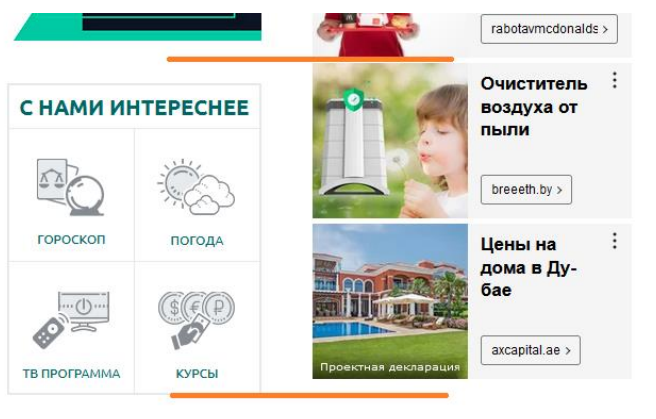 rabotavmcdonalds >
С НАМИ ИНТЕРЕСНЕЕ
ГОРОСКОП
ПОГОДА
ТВ ПРОГРАММА
КУРСЫ
Очиститель
воздуха от
пыли
breeeth.by >
Цены на
дома в Ду-
бае
axcapital.ae >
Проектная декларация